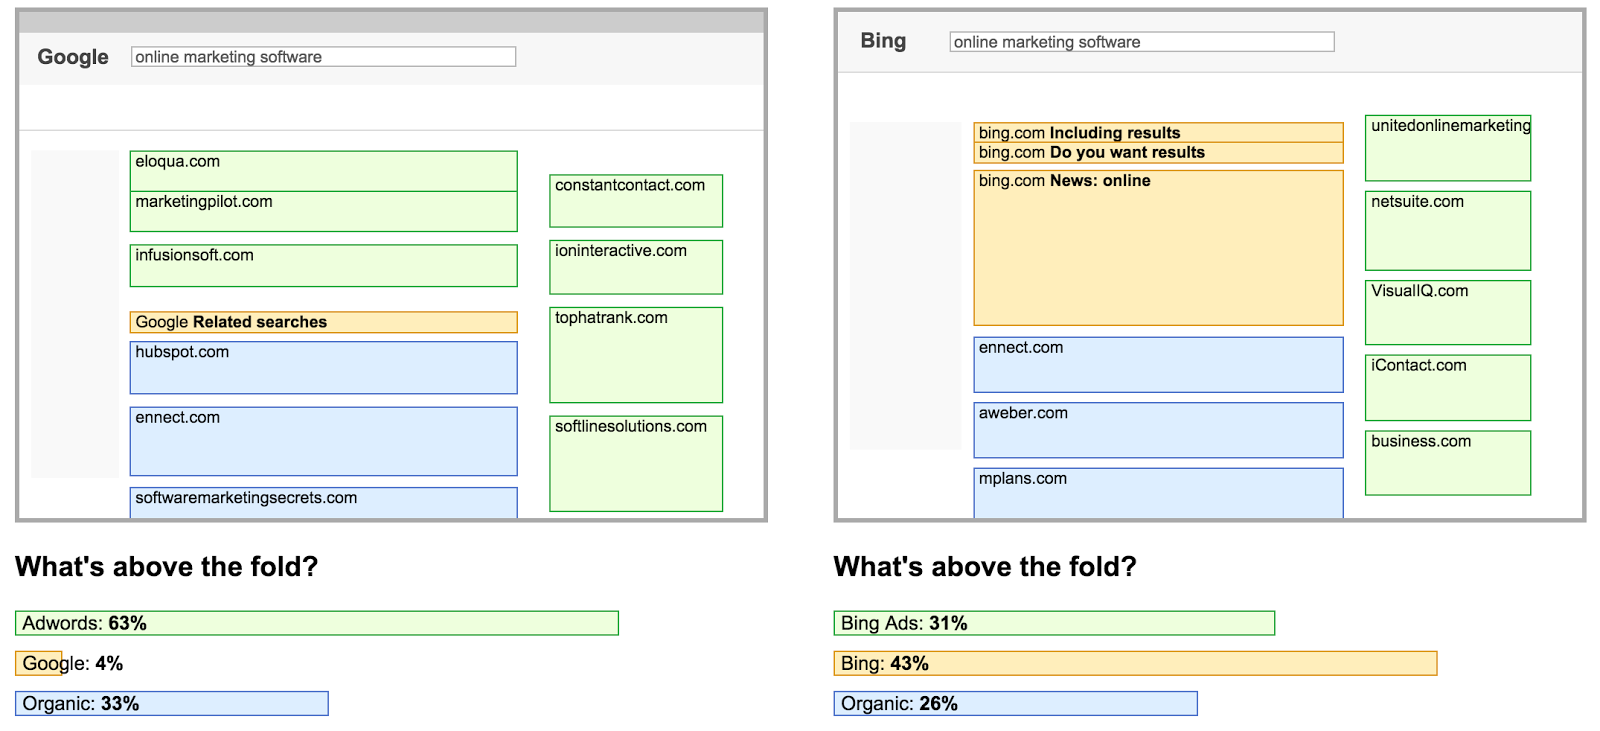 Google
online marketing software
eloqua.com
marketingpilot.com
infusionsoft.com
Google Related searches
hubspot.com
ennect.com
softwaremarketingsecrets.com
constantcontact.com
ioninteractive.com
tophatrank.com
softlinesolutions.com
What's above the fold?
Adwords: 63%
Google: 4%
Organic: 33%
Bing
online marketing software
bing.com Including results
bing.com Do you want results
bing.com News: online
ennect.com
aweber.com
mplans.com
unitedonlinemarketing
netsuite.com
VisualIQ.com
iContact.com
business.com
What's above the fold?
Bing Ads: 31%
Bing: 43%
Organic: 26%